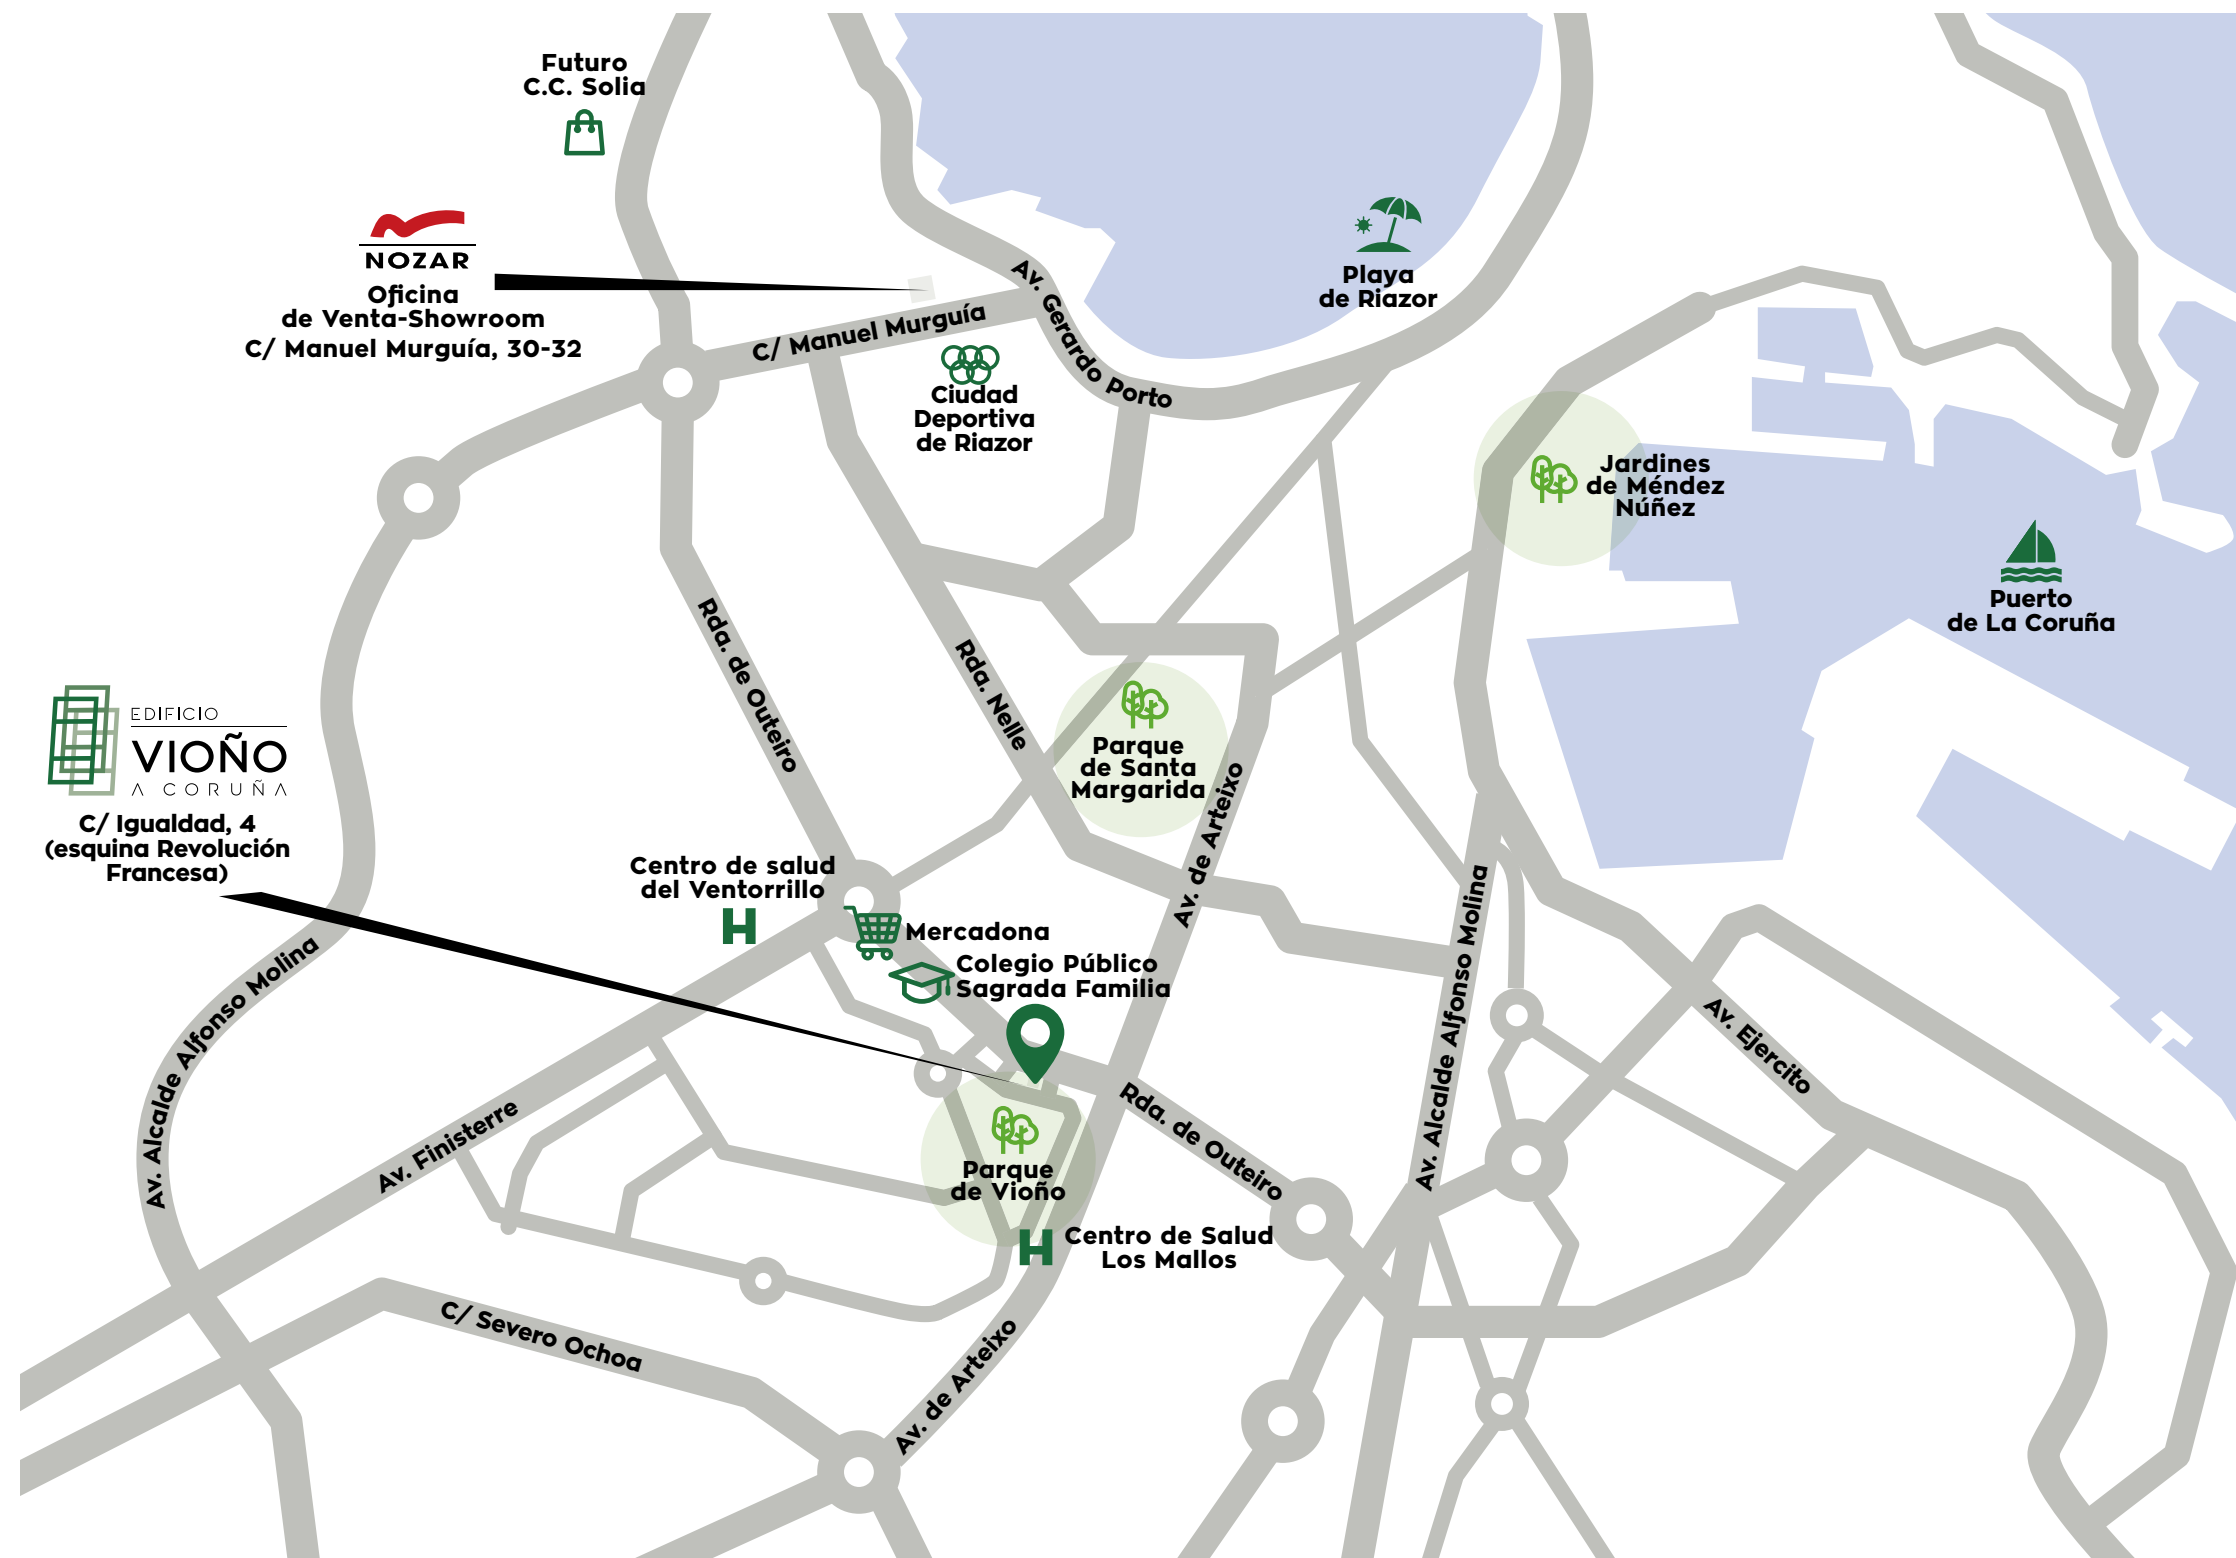 Futuro
C.C. Solia
NOZAR
Oficina
de Venta-Showroom
C/ Manuel Murguía, 30-32
C/ Manuel Murguía
Av. Gerardo Porto
Playa
de Riazor
Ciudad
Deportiva
de Riazor
Jardines
de Méndez
Núñez
Puerto
de La Coruña
Rda. de Outeiro
Rda. Nelle
Parque
de Santa
Margarida
Av. de Arteixo
EDIFICIO
VIOÑO
A CORUÑA
C/ Igualdad, 4
(esquina Revolución
Francesa)
Centro de salud
del Ventorrillo
H
Mercadona
Colegio Público
Sagrada Familia
Av. Alcalde Alfonso Molina
Av. Finisterre
Av. Alcalde Alfonso Molina
Av. Ejercito
Rda. de Outeiro
Parque
de Vioño
H
Centro de Salud
Los Mallos
C/ Severo Ochoa
Av. de Arteixo